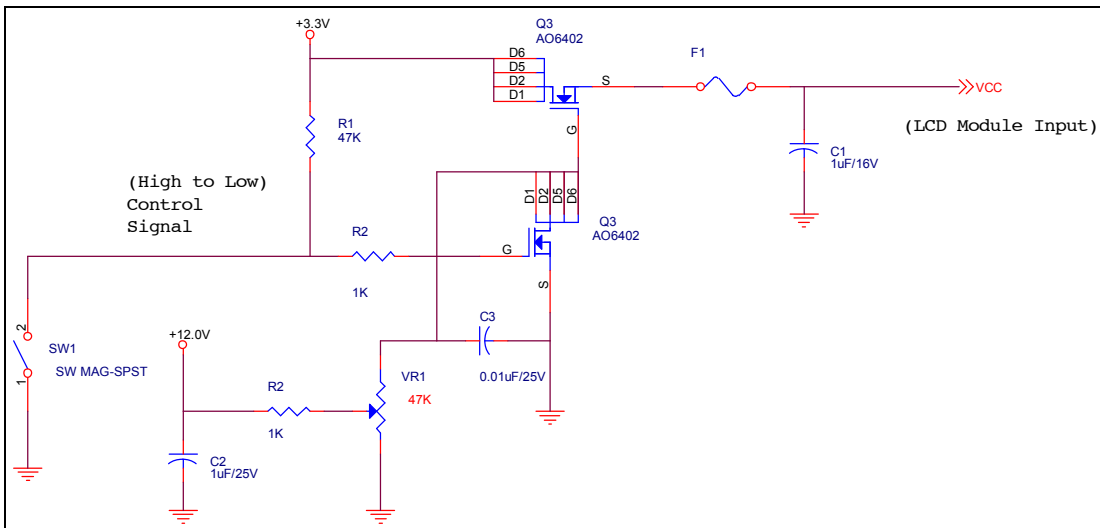 +3.3V
Q3
AO6402
D6
D5
D2
D1
S
G
F1
VCC
(LCD Module Input)
R1
47K
C1
1uF/16V
(High to Low)
Control
Signal
D1
D2
D5
D6
Q3
AO6402
G
S
R2
1K
2
SW1
SW MAG-SPST
1
+12.0V
C3
0.01uF/25V
R2
1K
VR1
47K
C2
1uF/25V